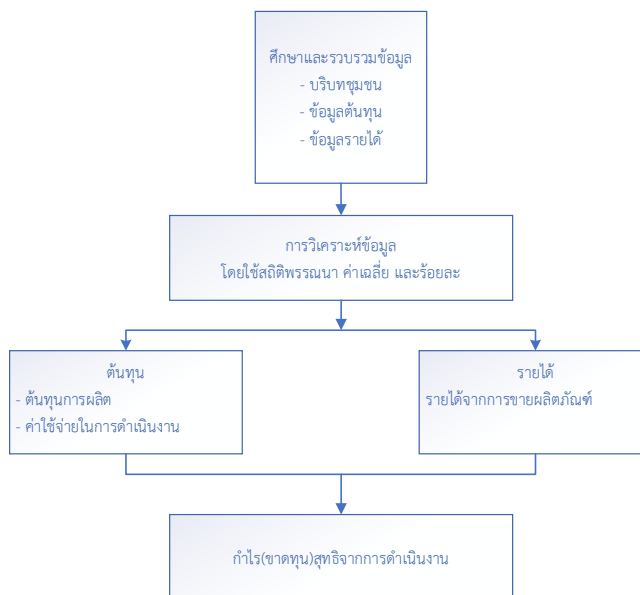 ศึกษาและรวบรวมข้อมูล
- บริบทชุมชน
- ข้อมูลต้นทุน
- ข้อมูลรายได้
การวิเคราะห์ข้อมูล
โดยใช้สถิติพรรณนา ค่าเฉลี่ย และร้อยละ
ต้นทุน
- ต้นทุนการผลิต
- ค่าใช้จ่ายในการดำเนินงาน
รายได้
รายได้จากการขายผลิตภัณฑ์
กำไร(ขาดทุน)สุทธิจากการดำเนินงาน